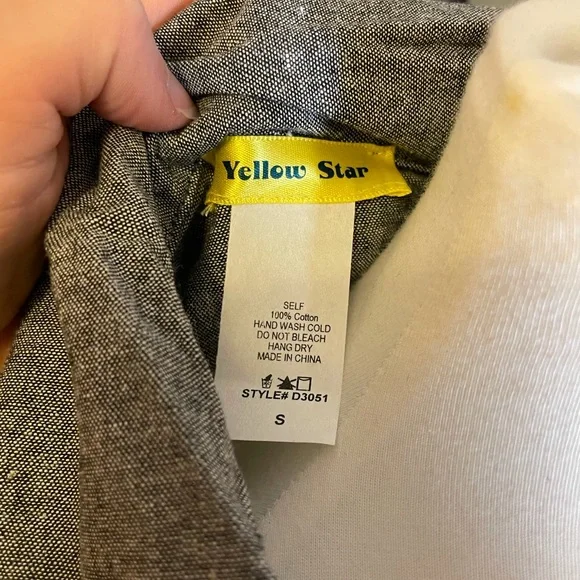 Yellow Star
SELF
100% Cotton
HAND WASH COLD
DO NOT BLEACH
HANG DRY
MADE IN CHINA
STYLE# D3051
S